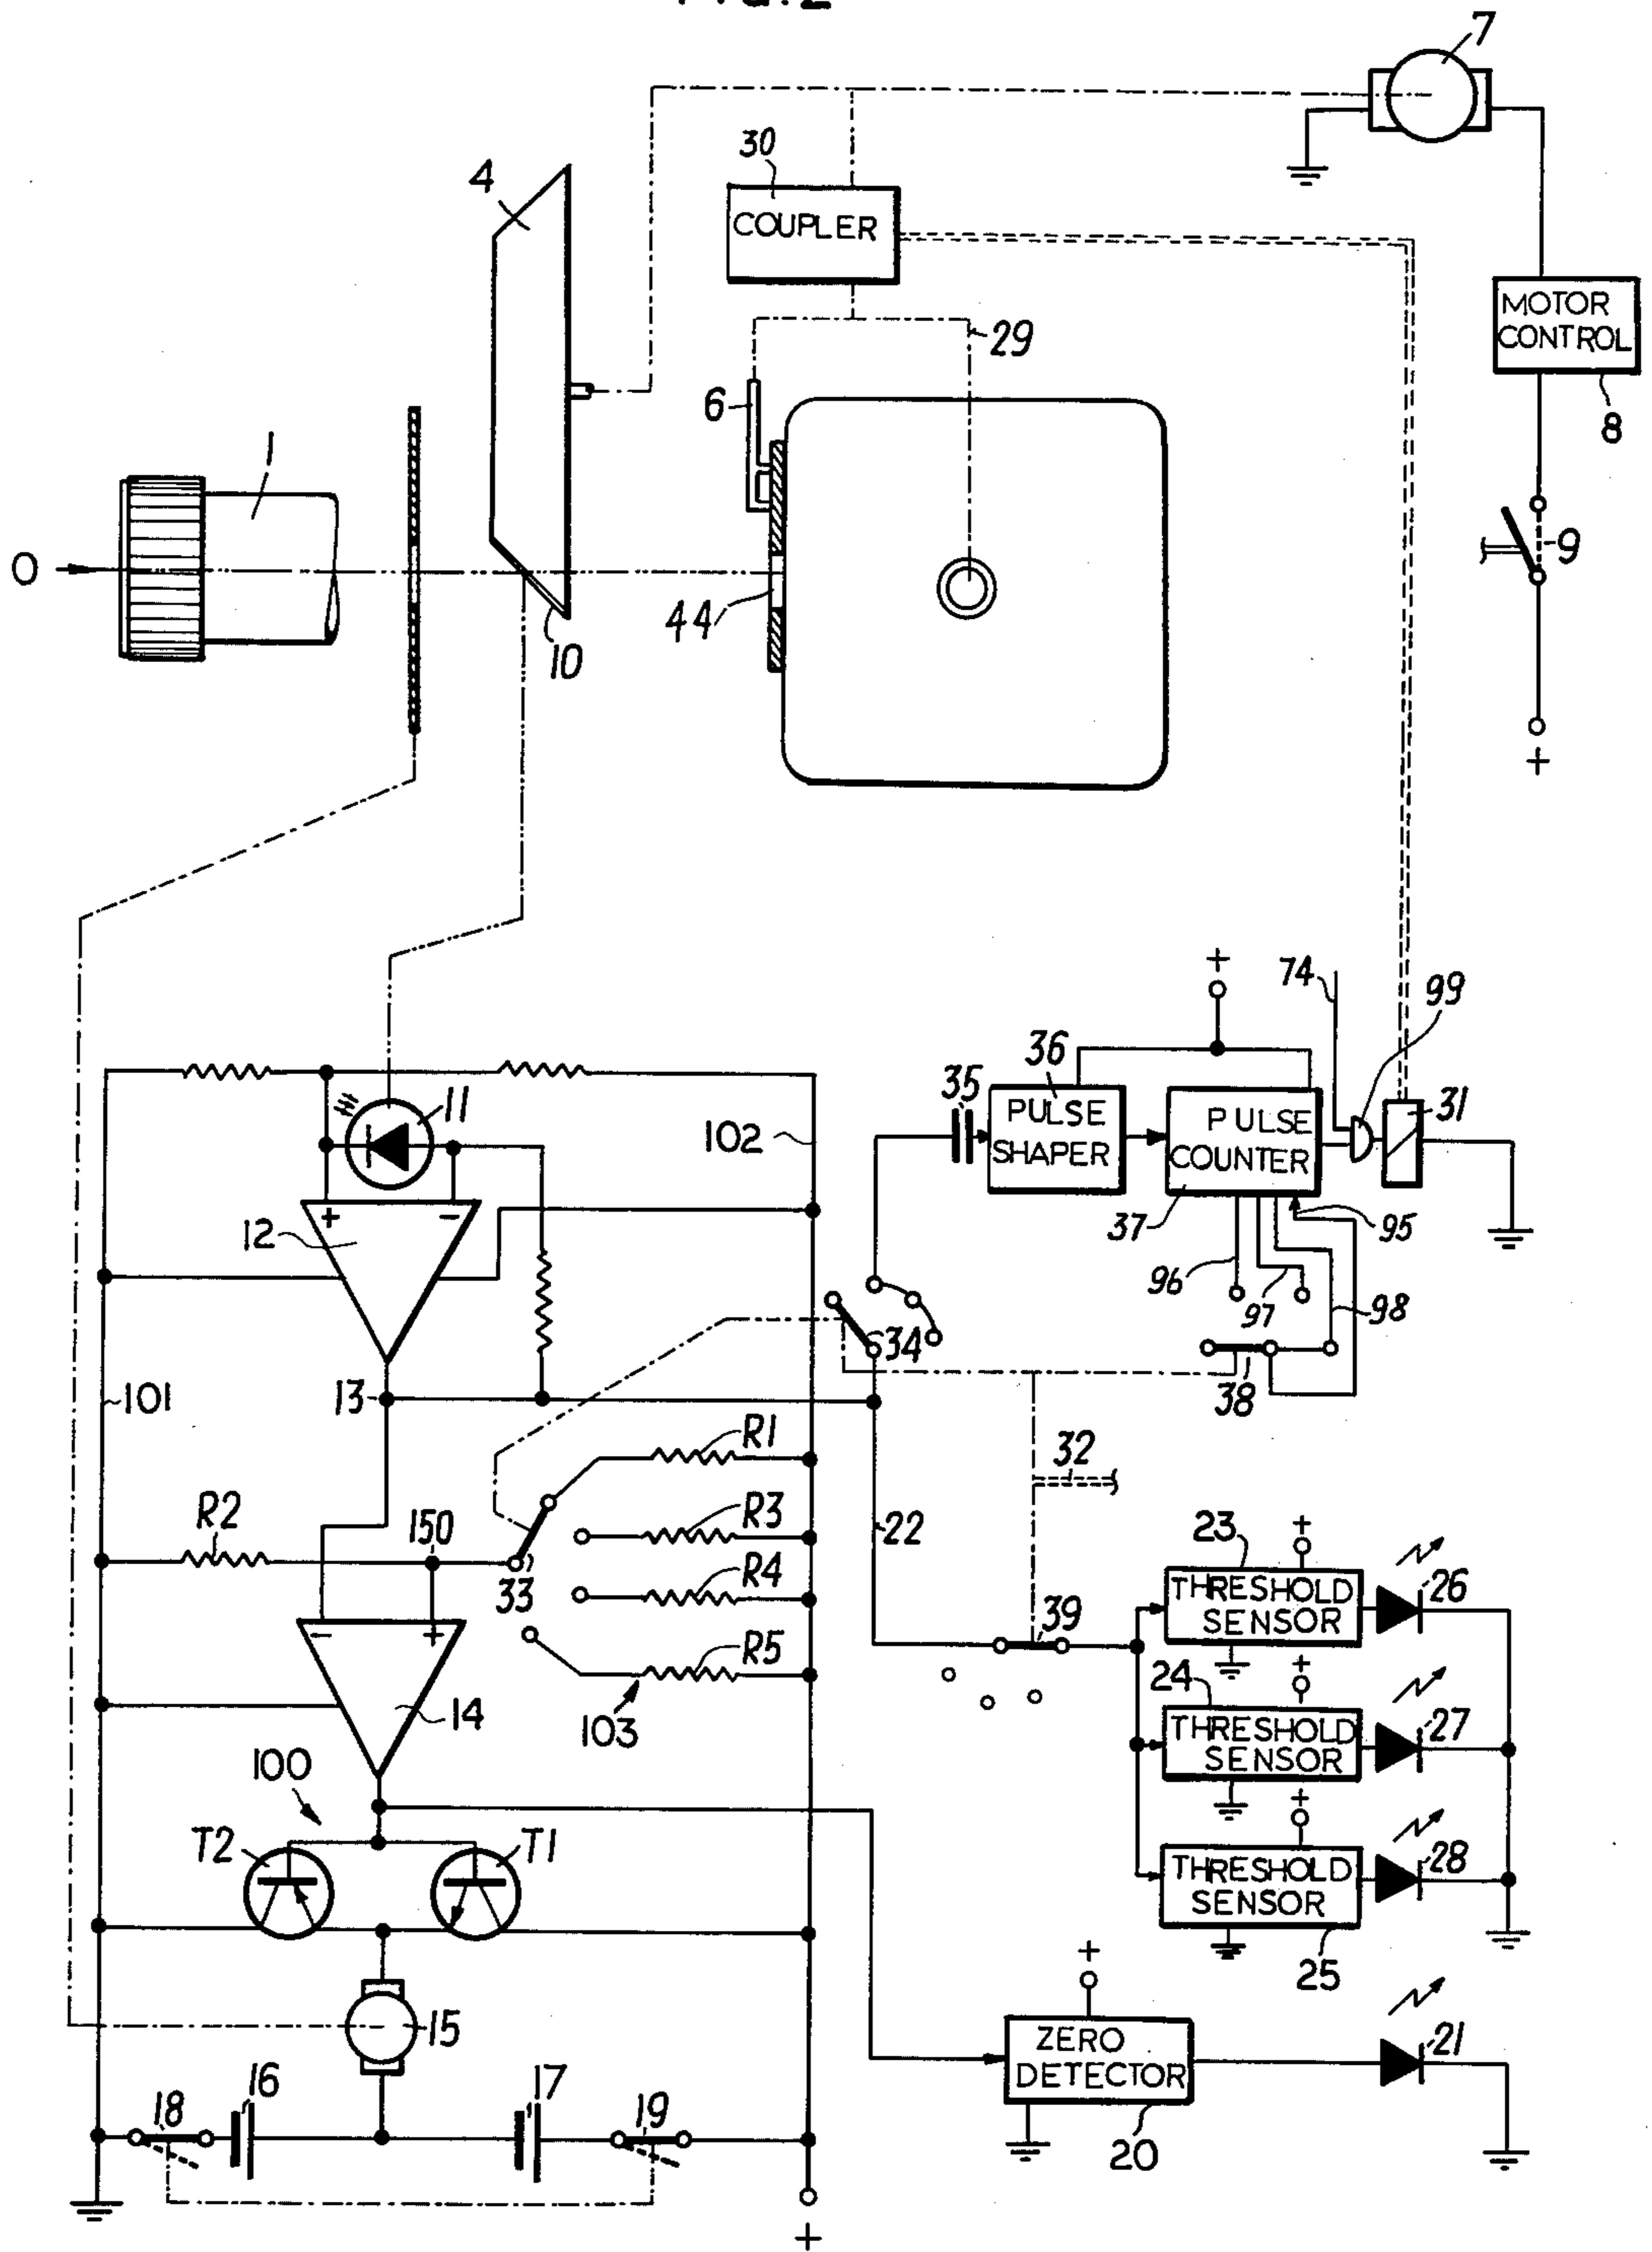 FIG. 2
7
30
4
COUPLER
MOTOR
CONTROL
29
6
8
1
9
O
44
10
+
+
74
99
36
35
31
11
PULSE
SHAPER
PULSE
COUNTER
102
+
-
12
37
95
96
97
98
34
38
13
101
R1
32
R2
150
R3
22
23
+
33
R4
THRESHOLD
SENSOR
26
39
-
+
R5
+
24
14
103
THRESHOLD
SENSOR
27
100
+
T2
T1
THRESHOLD
SENSOR
28
25
+
15
ZERO
DETECTOR
21
16
17
18
19
20
+